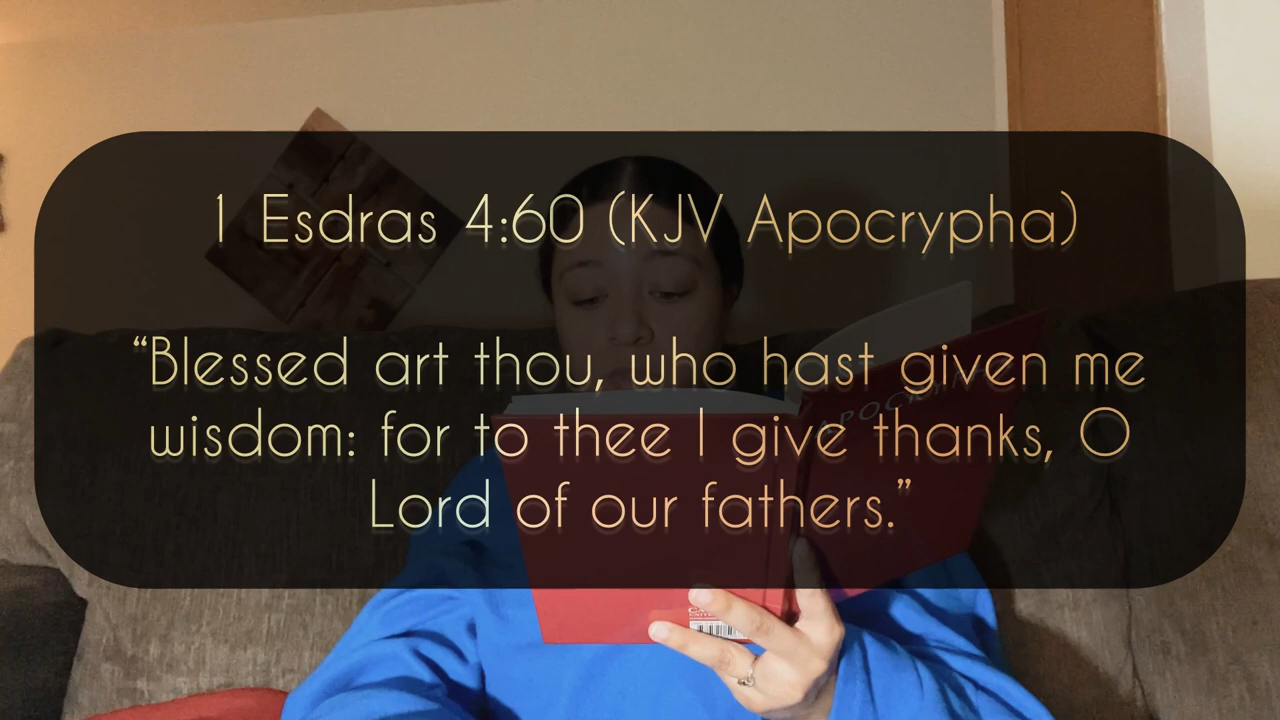 1 Esdras 4:60 (KJV Apocrypha)
“Blessed art thou, who hast given me
wisdom: for to thee I give thanks, O
Lord of our fathers.”